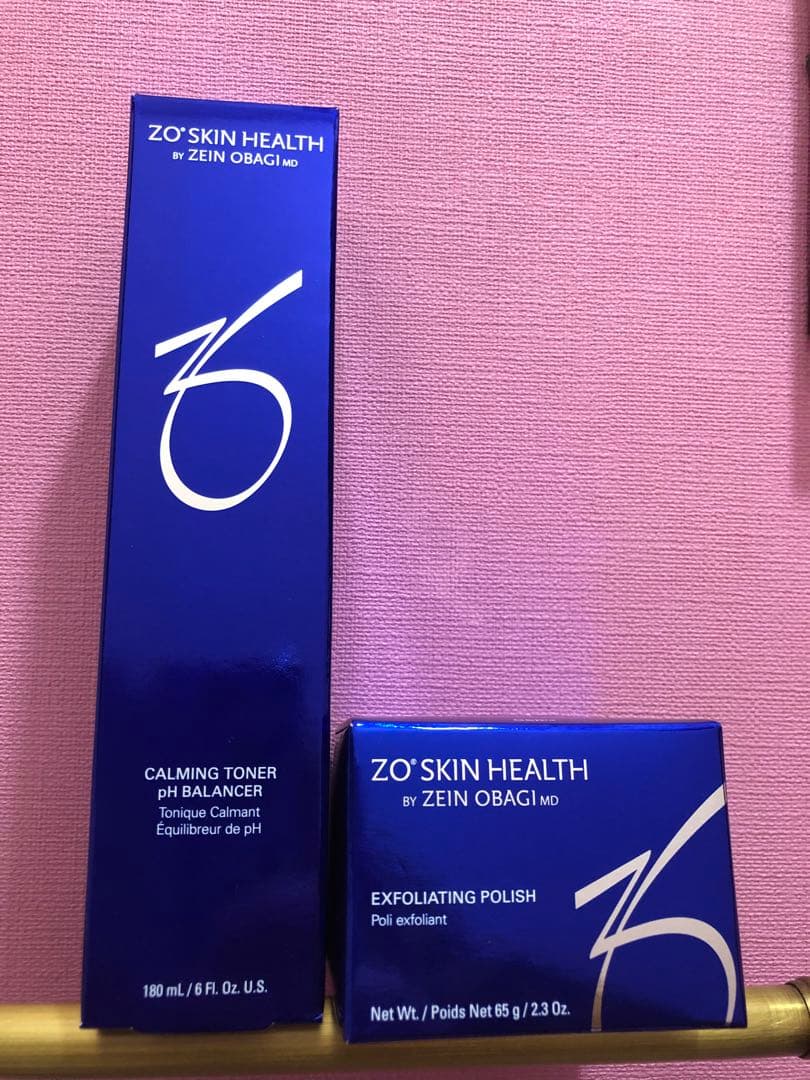 ZO® SKIN HEALTH
BY ZEIN OBAGI MD
CALMING TONER
pH BALANCER
Tonique Calmant
Équilibreur de pH
180 mL / 6 Fl. Oz. U.S.
ZO® SKIN HEALTH
BY ZEIN OBAGI MD
EXFOLIATING POLISH
Poli exfoliant
Net Wt. / Poids Net 65 g / 2.3 Oz.